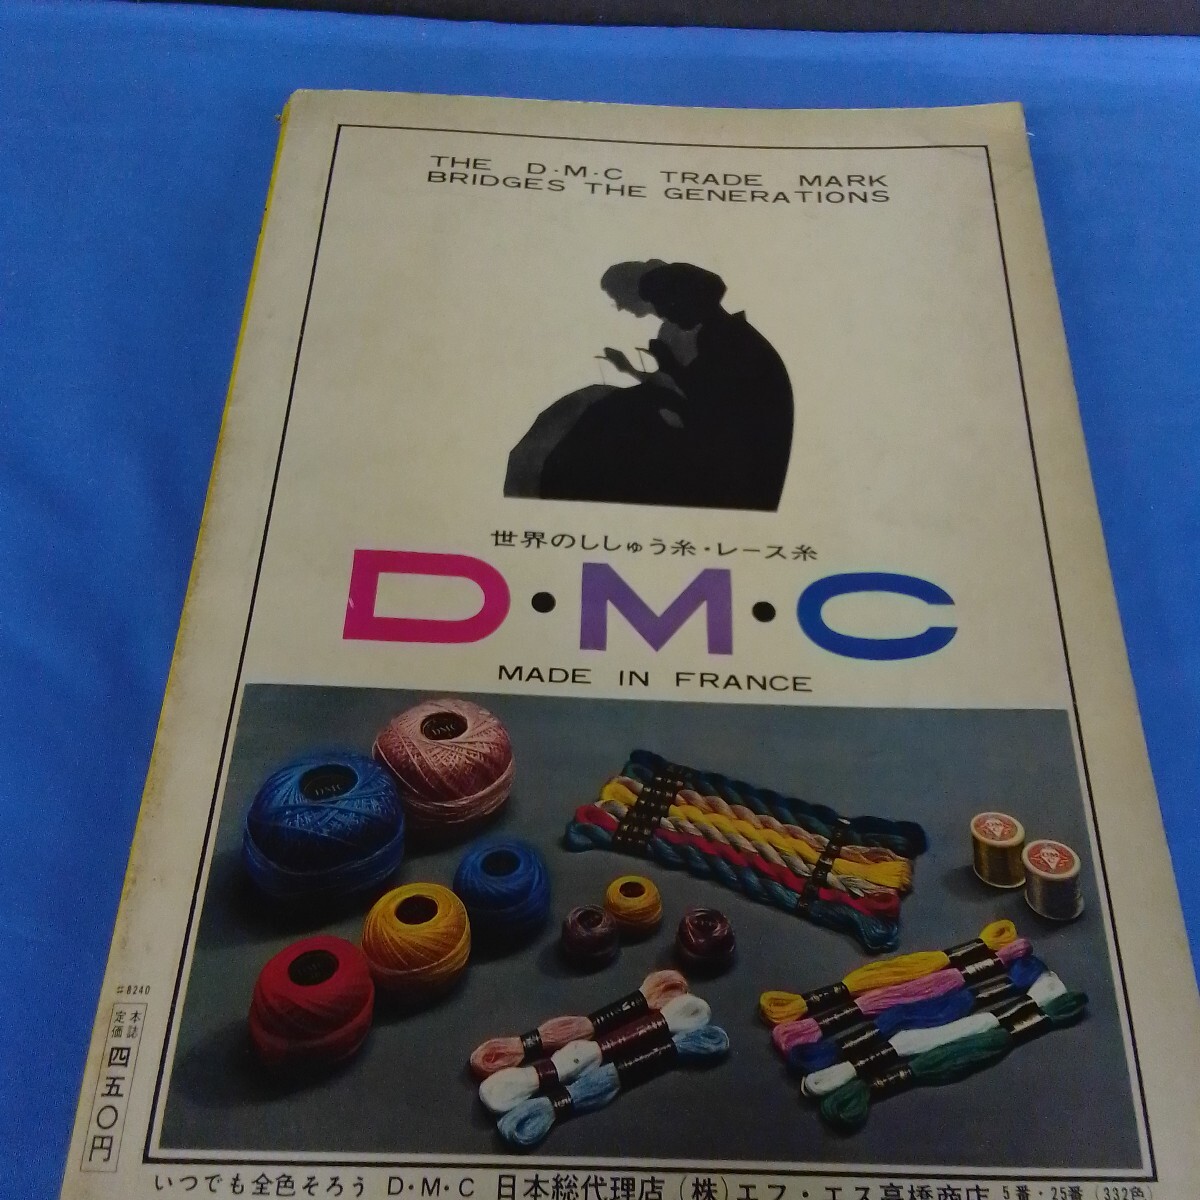 THE D·M·C TRADE MARK
BRIDGES THE GENERATIONS
世界のししゅう糸・レース糸
D·M·C
MADE IN FRANCE
DMC
DMC
♯8240
本誌定価四五〇円
いつでも全色そろう D·M·C 日本総代理店 (株)エフ・エス高橋商店 5番・25番(332色